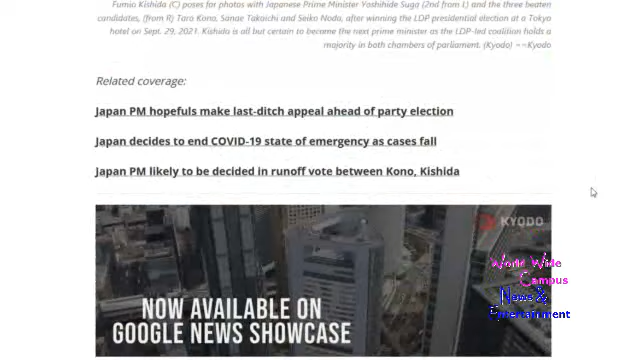 Fumio Kishida (C) poses for photos with Japanese Prime Minister Yoshihide Suga (2nd from L) and the three beaten
candidates, (from R) Taro Kono, Sanae Takaichi and Seiko Noda, after winning the LDP presidential election at a Tokyo
hotel on Sept. 29, 2021. Kishida is all but certain to become the next prime minister as the LDP-led coalition holds a
majority in both chambers of parliament. (Kyodo) ==Kyodo
Related coverage:
Japan PM hopefuls make last-ditch appeal ahead of party election
Japan decides to end COVID-19 state of emergency as cases fall
Japan PM likely to be decided in runoff vote between Kono, Kishida
KYODO
World Wide
Campus
News &
Entertainment
NOW AVAILABLE ON
GOOGLE NEWS SHOWCASE